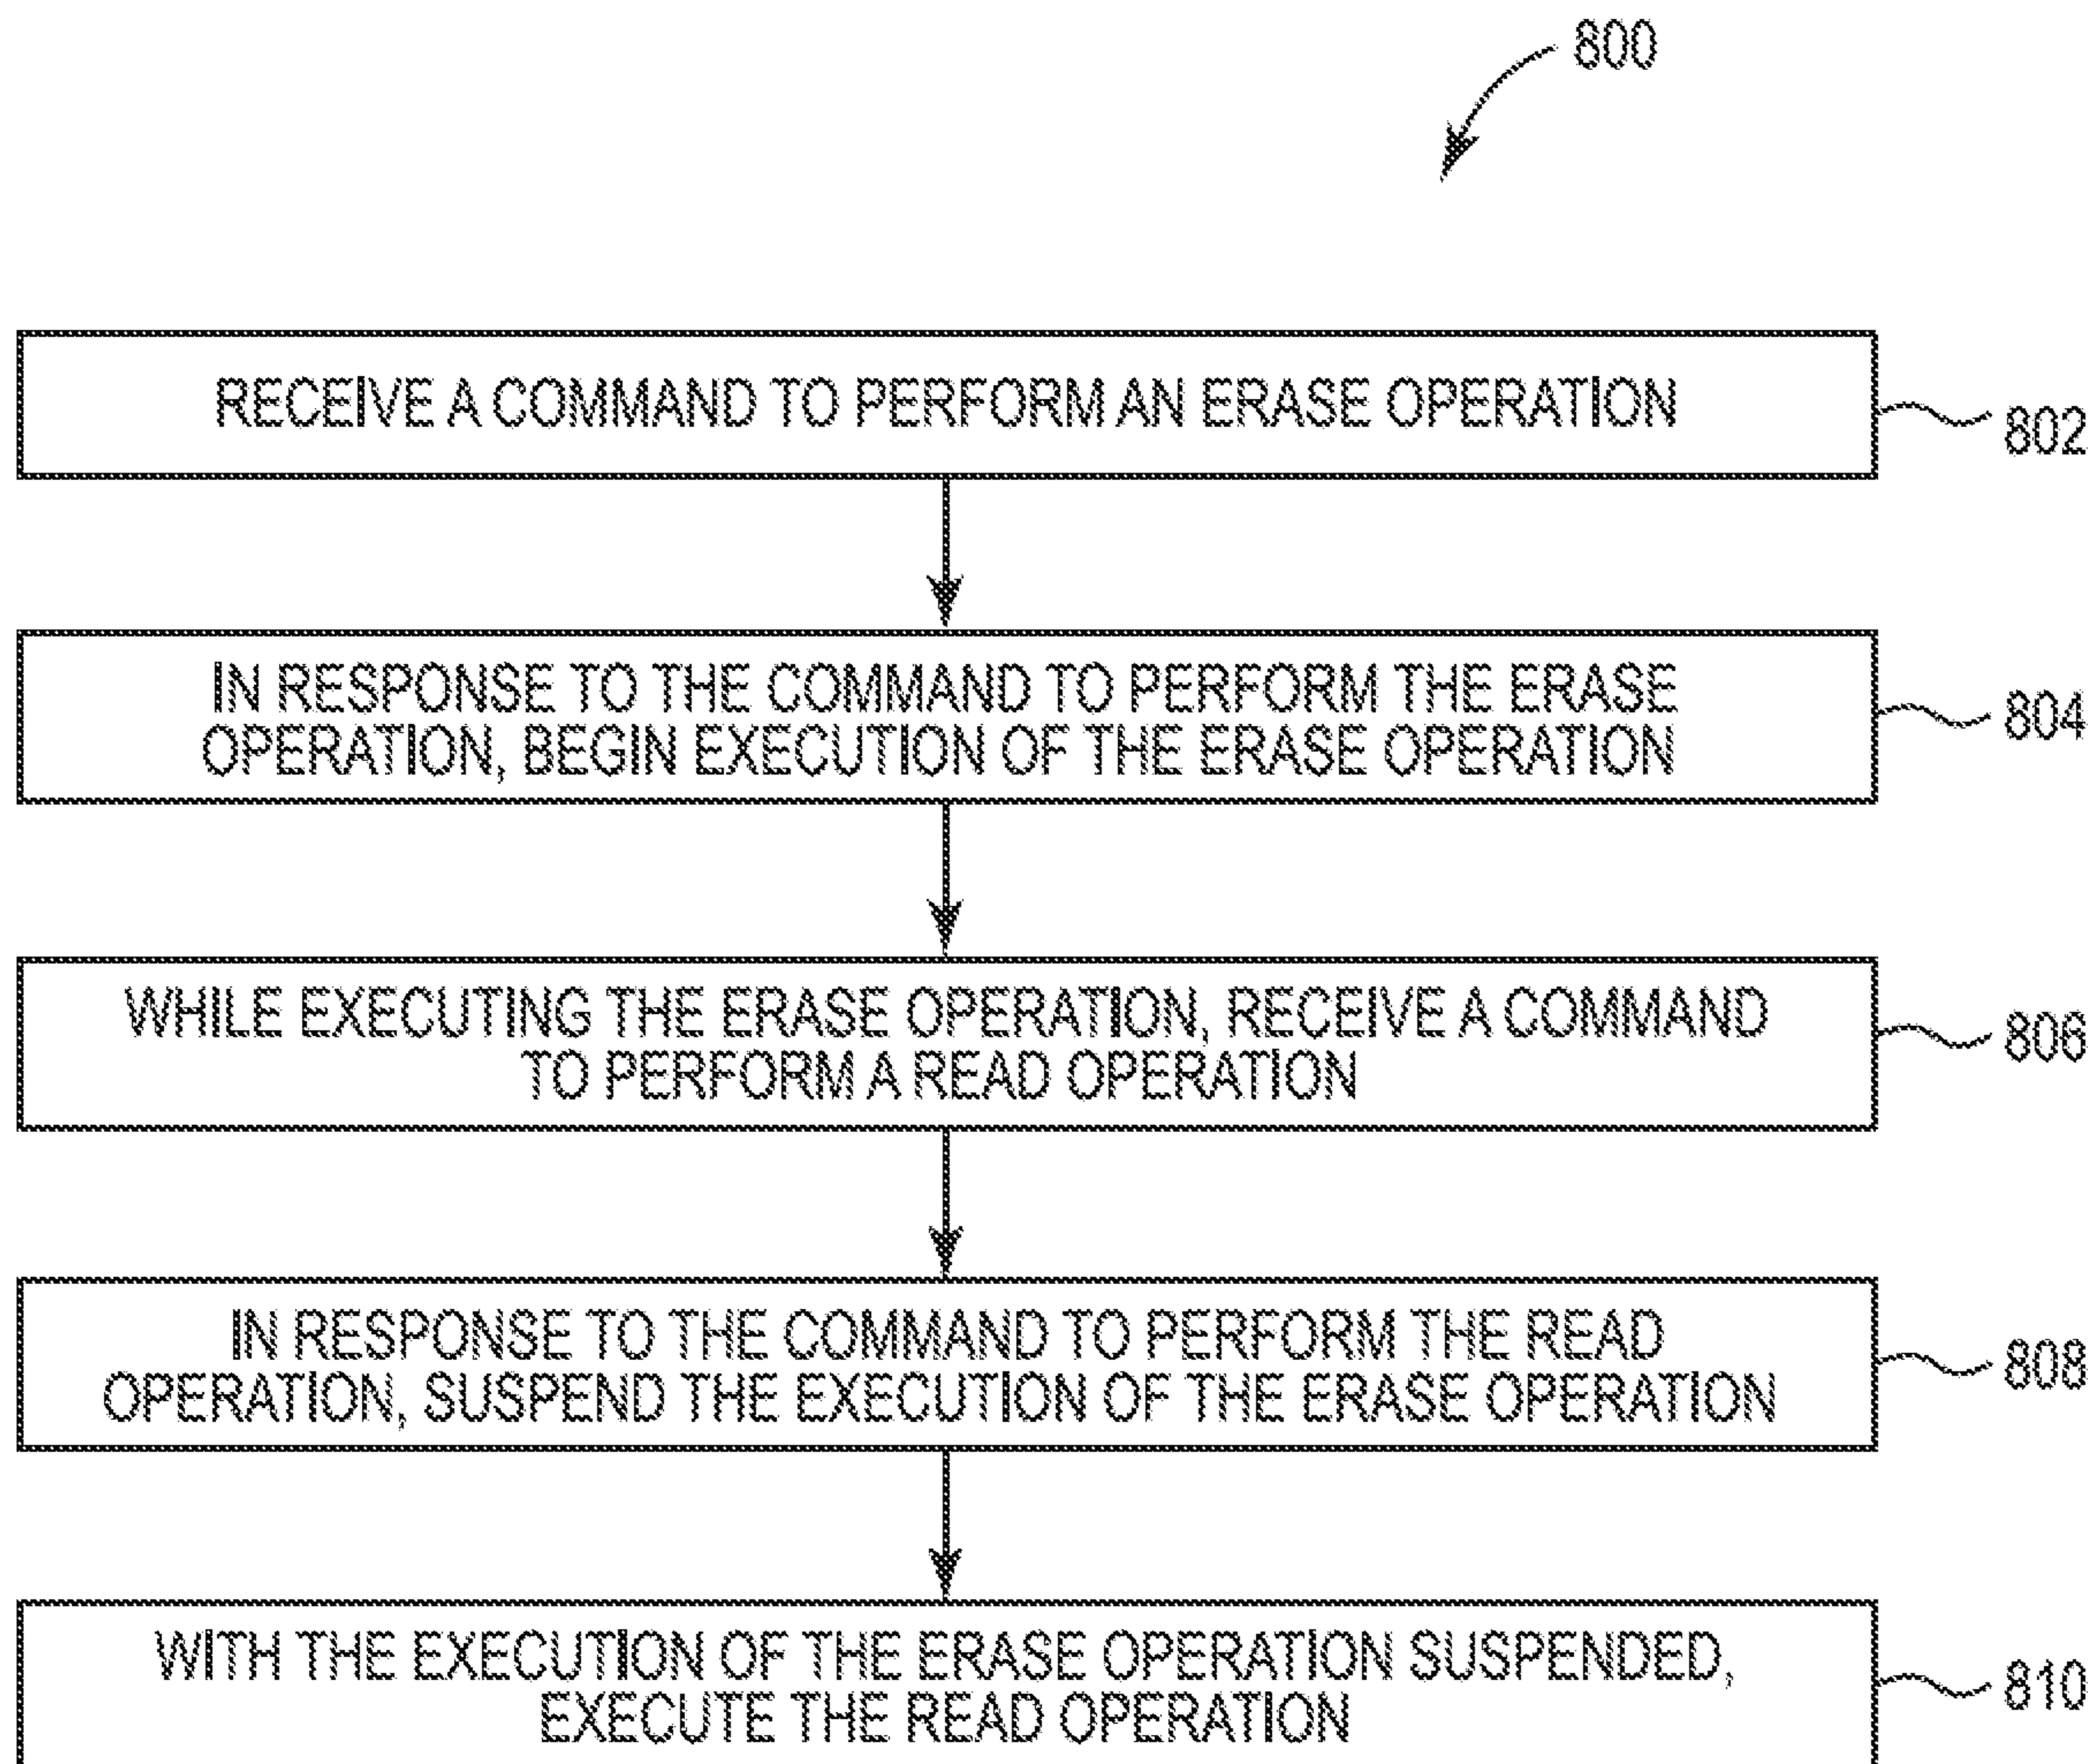 800
RECEIVE A COMMAND TO PERFORM AN ERASE OPERATION
802
IN RESPONSE TO THE COMMAND TO PERFORM THE ERASE
OPERATION, BEGIN EXECUTION OF THE ERASE OPERATION
804
WHILE EXECUTING THE ERASE OPERATION, RECEIVE A COMMAND
TO PERFORM A READ OPERATION
806
IN RESPONSE TO THE COMMAND TO PERFORM THE READ
OPERATION, SUSPEND THE EXECUTION OF THE ERASE OPERATION
808
WITH THE EXECUTION OF THE ERASE OPERATION SUSPENDED,
EXECUTE THE READ OPERATION
810